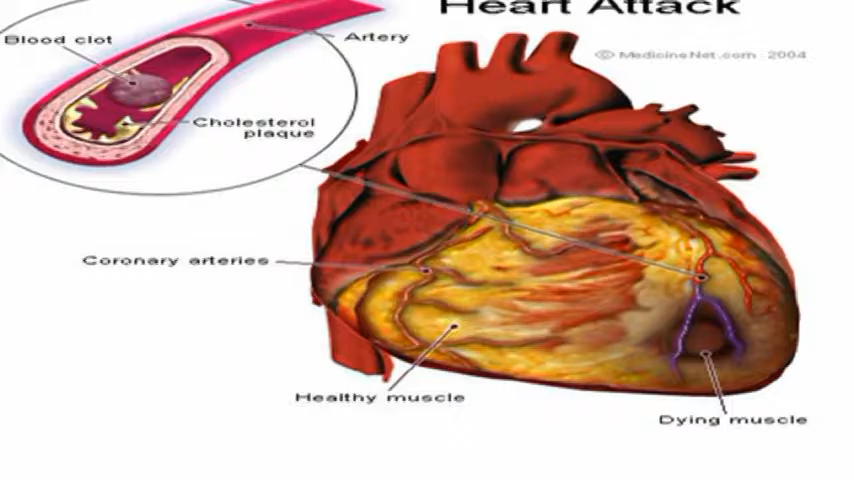 Heart Attack
Blood clot
Artery
© MedicineNet.com 2004
Cholesterol
plaque
Coronary arteries
Healthy muscle
Dying muscle